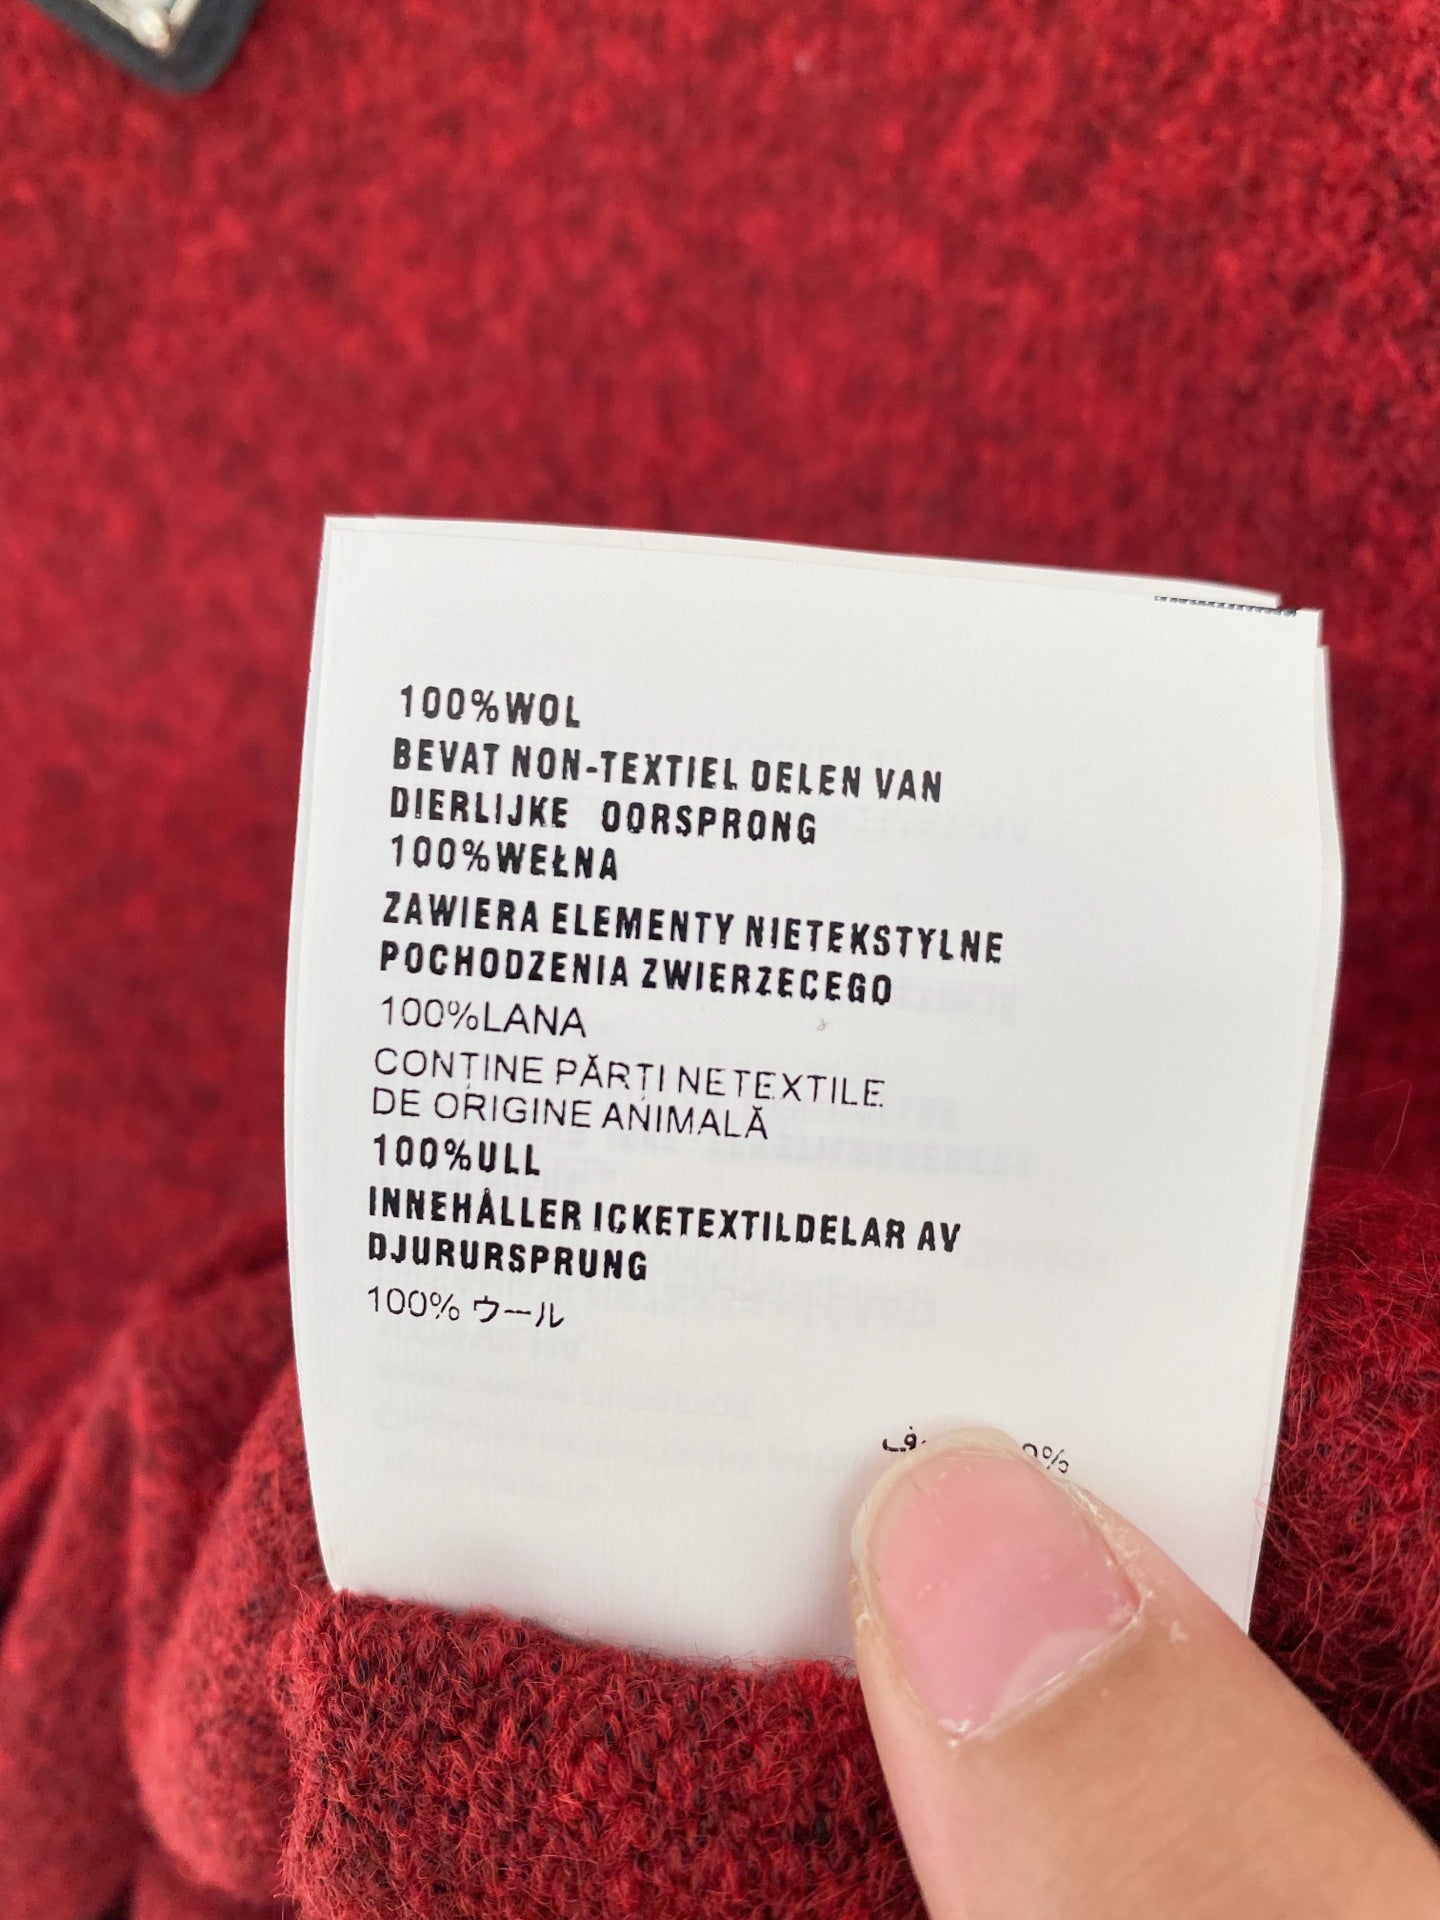 100%WOL
BEVAT NON-TEXTIEL DELEN VAN
DIERLIJKE OORSPRONG
100%WEŁNA
ZAWIERA ELEMENTY NIETEKSTYLNE
POCHODZENIA ZWIERZECEGO
100%LANA
CONȚINE PĂRȚI NETEXTILE
DE ORIGINE ANIMALĂ
100%ULL
INNEHÅLLER ICKETEXTILDELAR AV
DJURURSPRUNG
100% ウール